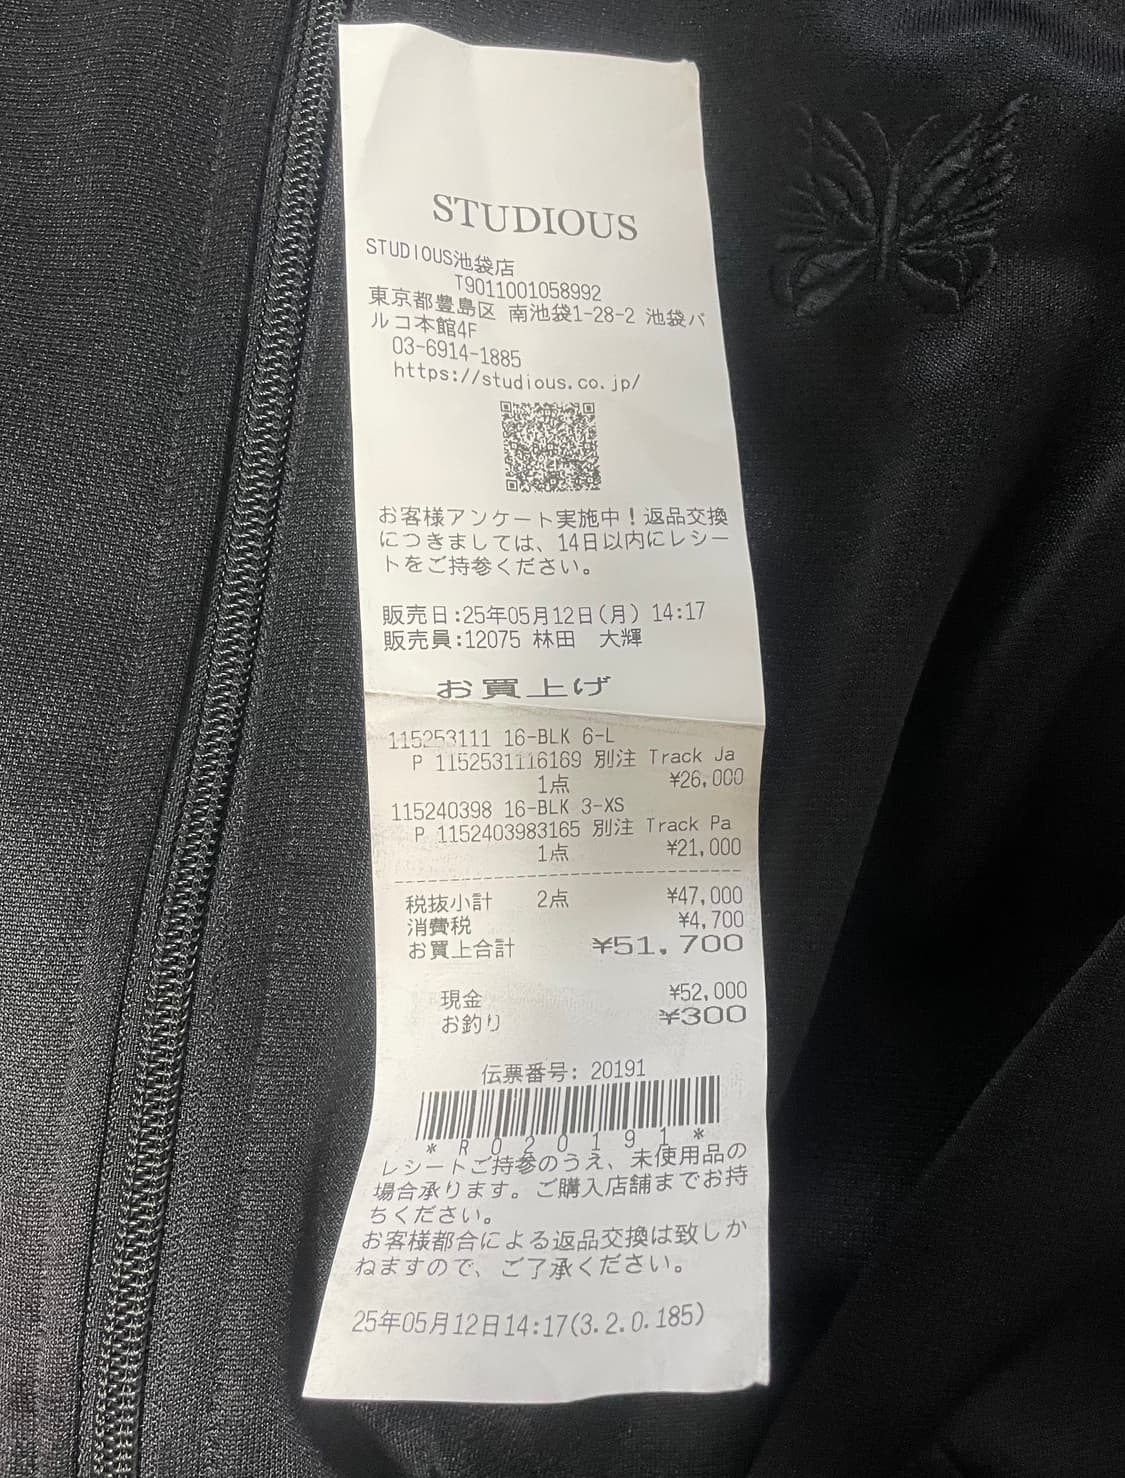 STUDIOUS
STUDIOUS池袋店
T9011001058992
東京都豊島区 南池袋1-28-2 池袋パ
ルコ本館4F
03-6914-1885
https://studious.co.jp/
お客様アンケート実施中！返品交換
につきましては、14日以内にレシー
トをご持参ください。
販売日:25年05月12日(月) 14:17
販売員:12075 林田　大輝
お買上げ
115253111 16-BLK 6-L
P 1152531116169 別注 Track Ja
1点 ¥26,000
115240398 16-BLK 3-XS
P 1152403983165 別注 Track Pa
1点 ¥21,000
税抜小計 2点 ¥47,000
消費税 ¥4,700
お買上合計 ¥51,700
現金 ¥52,000
お釣り ¥300
伝票番号: 20191
* R 0 2 0 1 9 1 *
レシートご持参のうえ、未使用品の
場合承ります。ご購入店舗までお持
ちください。
お客様都合による返品交換は致しか
ねますので、ご了承ください。
25年05月12日14:17(3.2.0.185)